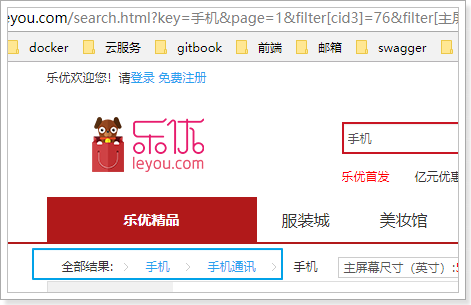 eyou.com/search.html?key=手机&page=1&filter[cid3]=76&filter[主
docker 云服务 gitbook 前端 邮箱 swagger
乐优欢迎您！请登录 免费注册
乐优
leyou.com
手机
乐优首发 亿元优惠
乐优精品 服装城 美妆馆
全部结果: > 手机 > 手机通讯 > 手机 主屏幕尺寸（英寸）:5